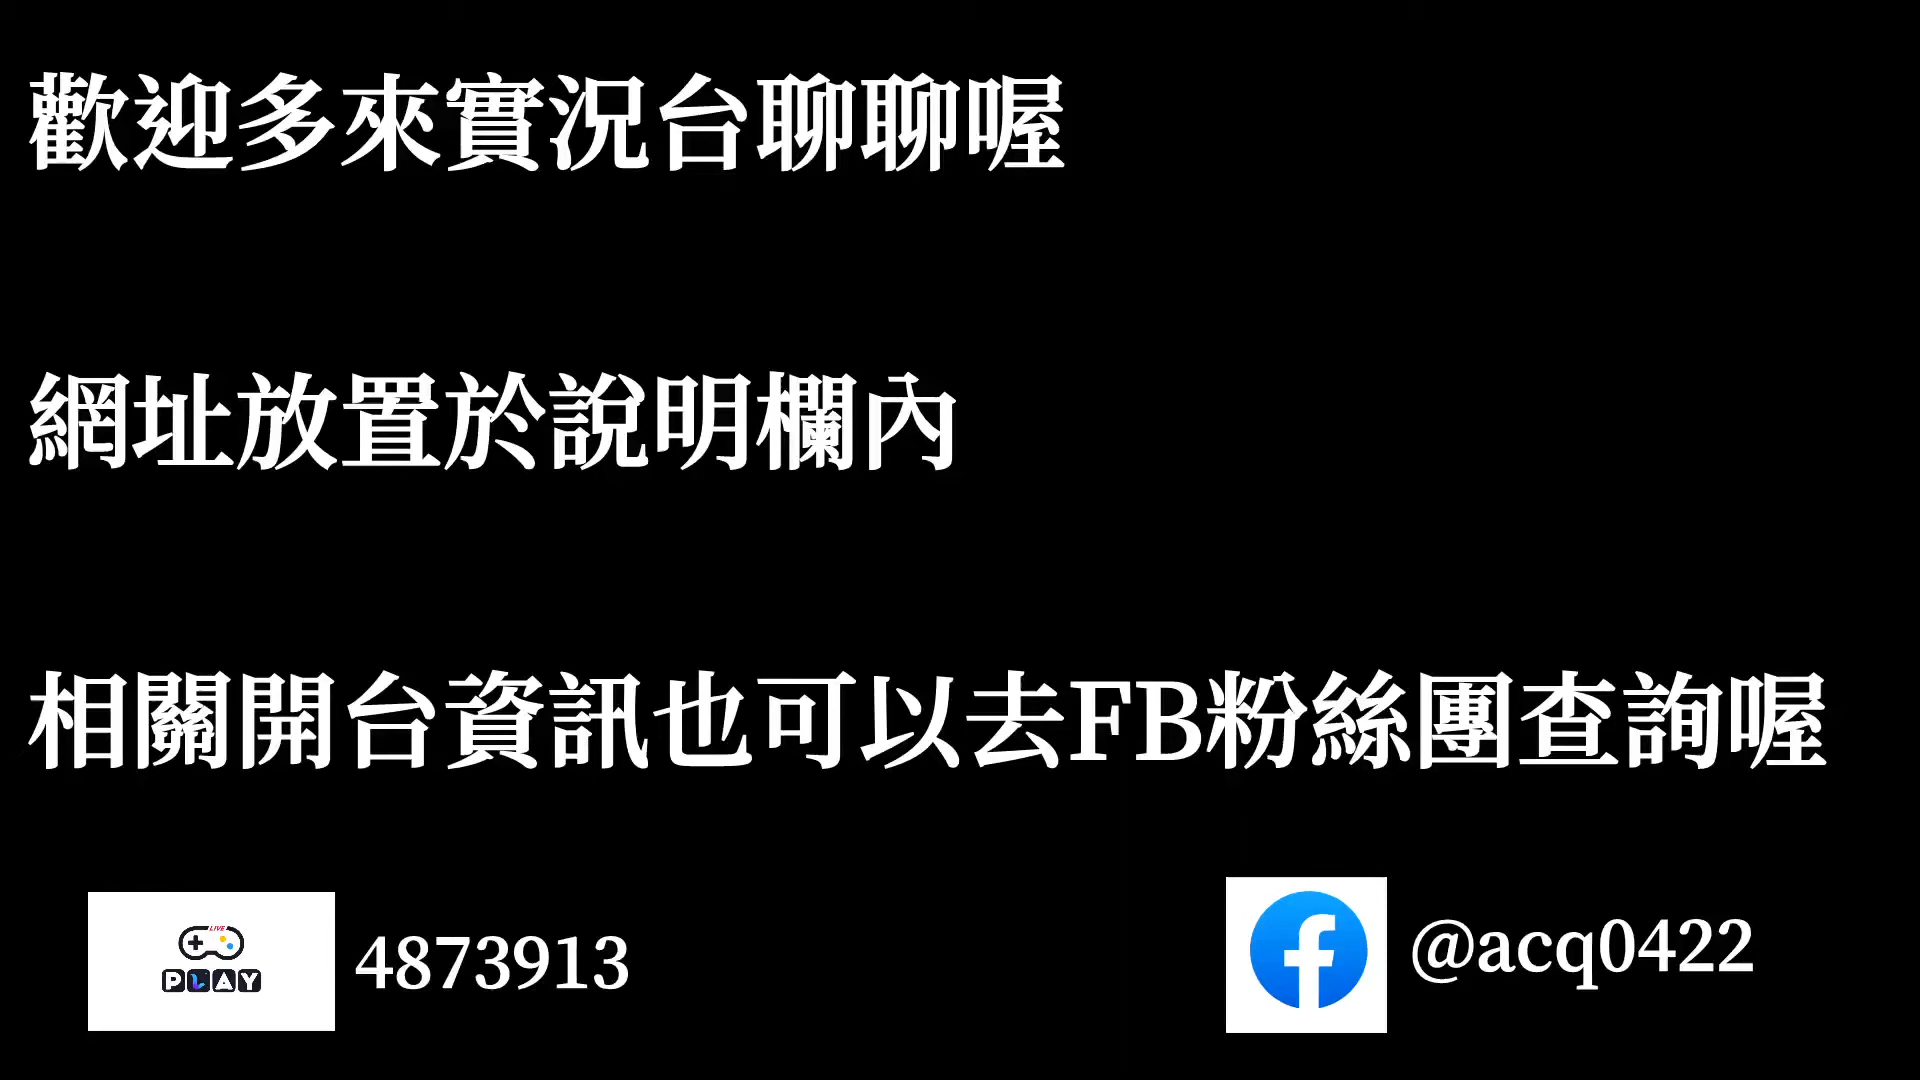 歡迎多來實況台聊聊喔
網址放置於說明欄內
相關開台資訊也可以去FB粉絲團查詢喔
LIVE
PLAY
4873913
@acq0422